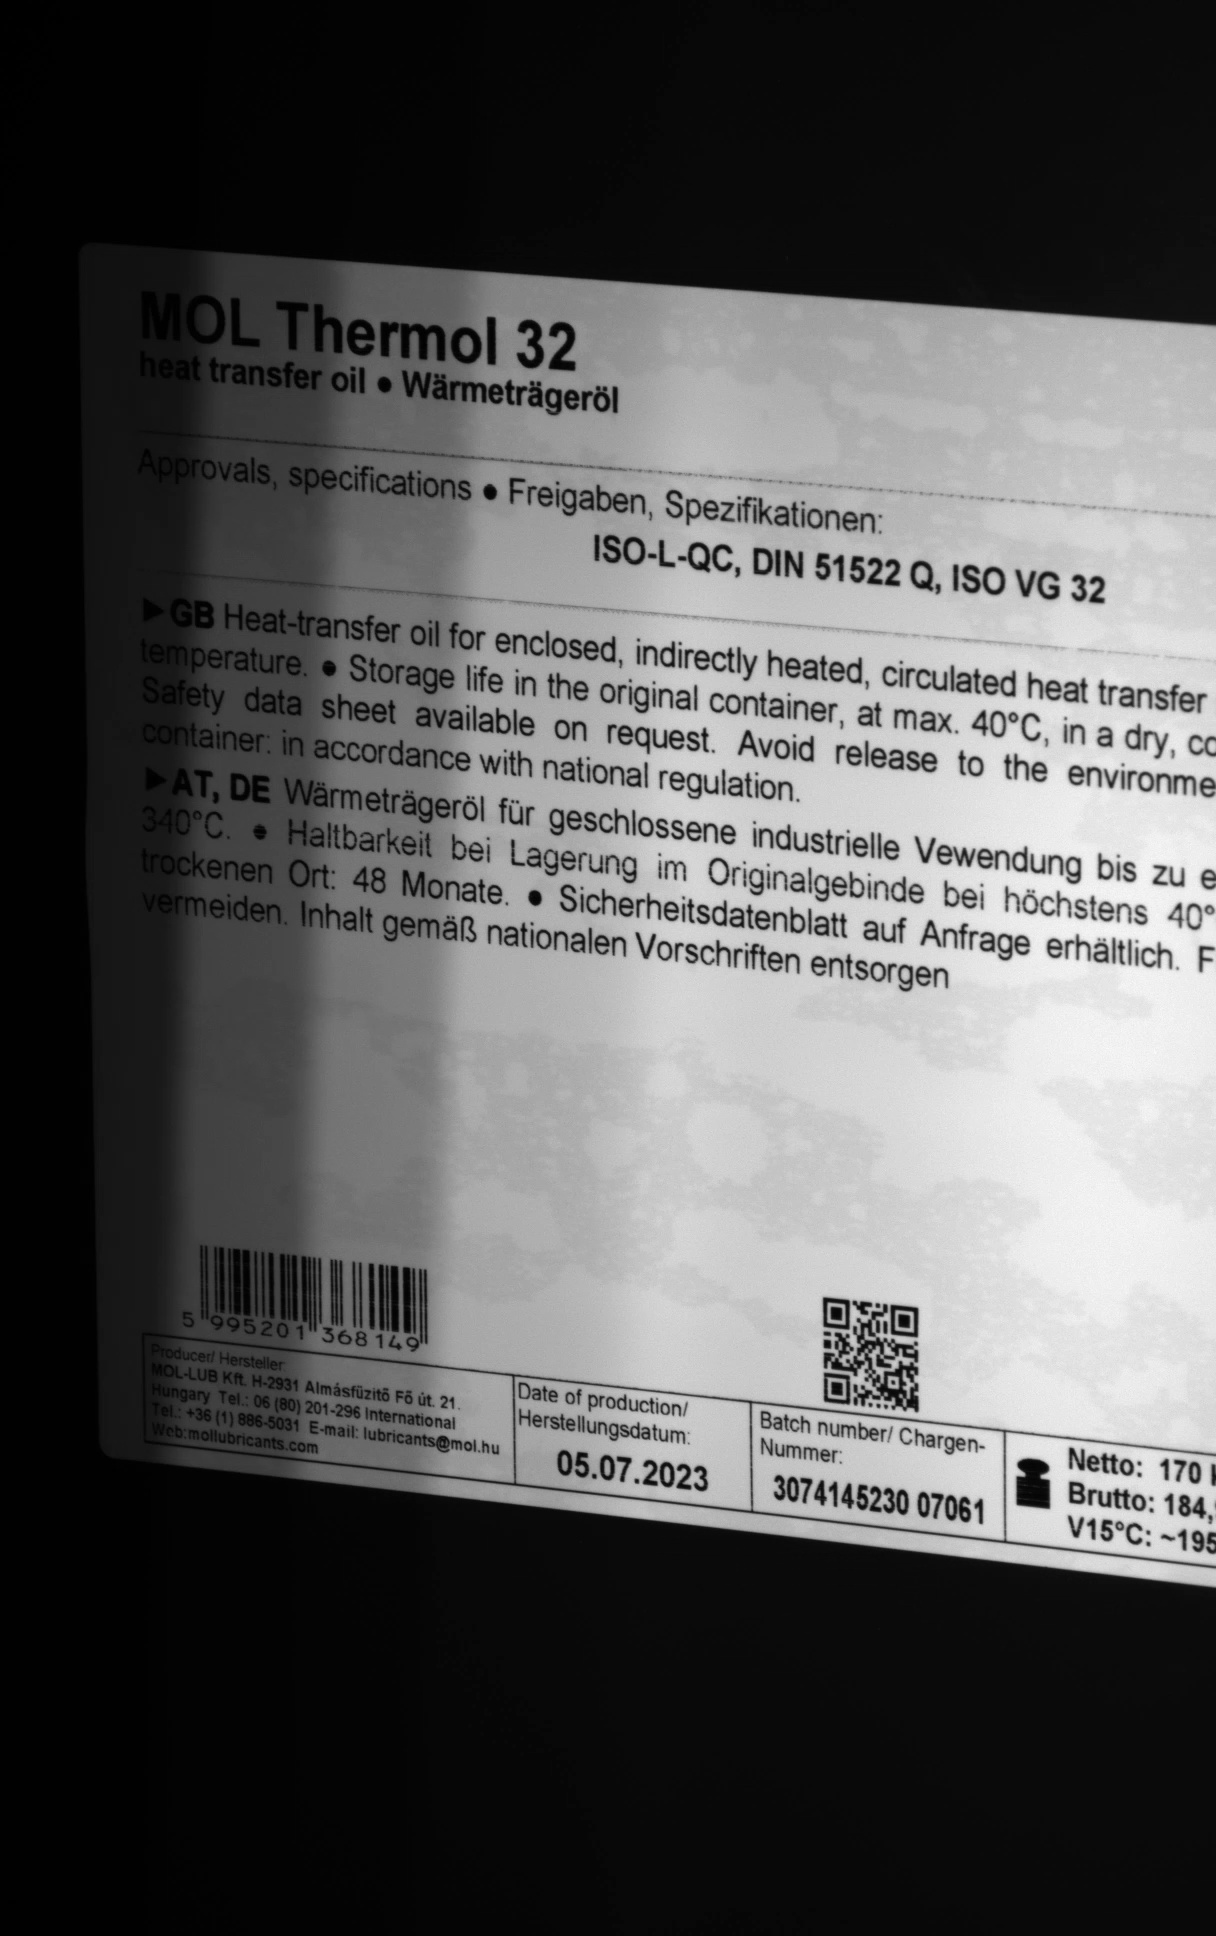 MOL Thermol 32
heat transfer oil ● Wärmeträgeröl
Approvals, specifications ● Freigaben, Spezifikationen:
ISO-L-QC, DIN 51522 Q, ISO VG 32
▶GB Heat-transfer oil for enclosed, indirectly heated, circulated heat transfer
temperature. ● Storage life in the original container, at max. 40°C, in a dry,
Safety data sheet available on request. Avoid release to the
container: in accordance with national regulation.
▶AT, DE Wärmeträgeröl für geschlossene industrielle Vewendung bis zu
340°C. ● Haltbarkeit bei Lagerung im Originalgebinde bei höchstens
trockenen Ort: 48 Monate. ● Sicherheitsdatenblatt auf Anfrage erhältlich.
vermeiden. Inhalt gemäß nationalen Vorschriften entsorgen
5 995201 368149
Producer/ Hersteller:
MOL-LUB Kft. H-2931 Almásfüzitő Fő út. 21.
Hungary Tel.: 06 (80) 201-296 International
Tel.: +36 (1) 886-5031 E-mail: lubricants@mol.hu
Web:mollubricants.com
Date of production/
Herstellungsdatum:
05.07.2023
Batch number/ Chargen-
Nummer:
3074145230 07061
Netto: 170
Brutto: 184,
V15°C: ~195